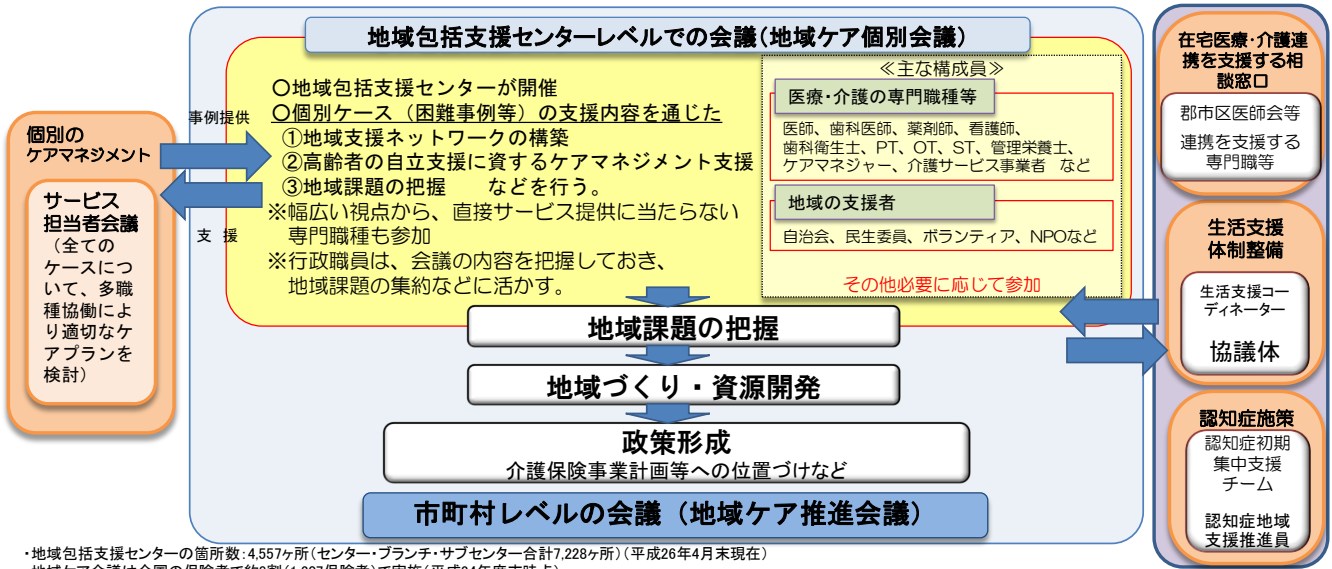 地域包括支援センターレベルでの会議(地域ケア個別会議)
事例提供
個別の
ケアマネジメント
サービス
担当者会議
(全ての
ケースにつ
いて、多職
種協働によ
り適切なケ
アプランを
検討)
支 援
〇地域包括支援センターが開催
〇個別ケース(困難事例等)の支援内容を通じた
①地域支援ネットワークの構築
②高齢者の自立支援に資するケアマネジメント支援
③地域課題の把握 などを行う。
※幅広い視点から、直接サービス提供に当たらない
専門職種も参加
※行政職員は、会議の内容を把握しておき、
地域課題の集約などに活かす。
≪主な構成員≫
医療・介護の専門職種等
医師、歯科医師、薬剤師、看護師、
歯科衛生士、PT、OT、ST、管理栄養士、
ケアマネジャー、介護サービス事業者 など
地域の支援者
自治会、民生委員、ボランティア、NPOなど
その他必要に応じて参加
地域課題の把握
地域づくり・資源開発
政策形成
介護保険事業計画等への位置づけなど
市町村レベルの会議(地域ケア推進会議)
在宅医療・介護連
携を支援する相
談窓口
郡市区医師会等
連携を支援する
専門職等
生活支援
体制整備
生活支援コー
ディネーター
協議体
認知症施策
認知症初期
集中支援
チーム
認知症地域
支援推進員
・地域包括支援センターの箇所数:4,557ヶ所(センター・ブランチ・サブセンター合計7,228ヶ所)(平成26年4月末現在)